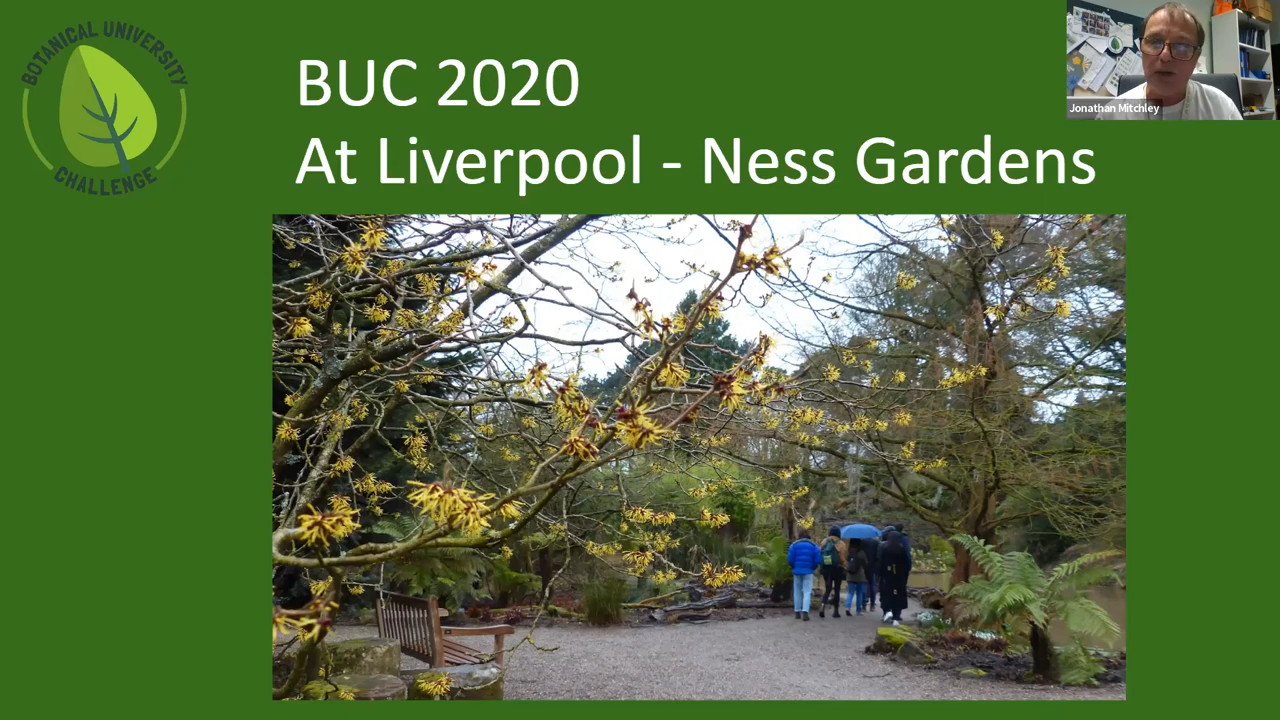 BOTANICAL UNIVERSITY
CHALLENGE
BUC 2020
At Liverpool - Ness Gardens
Jonathan Mitchley